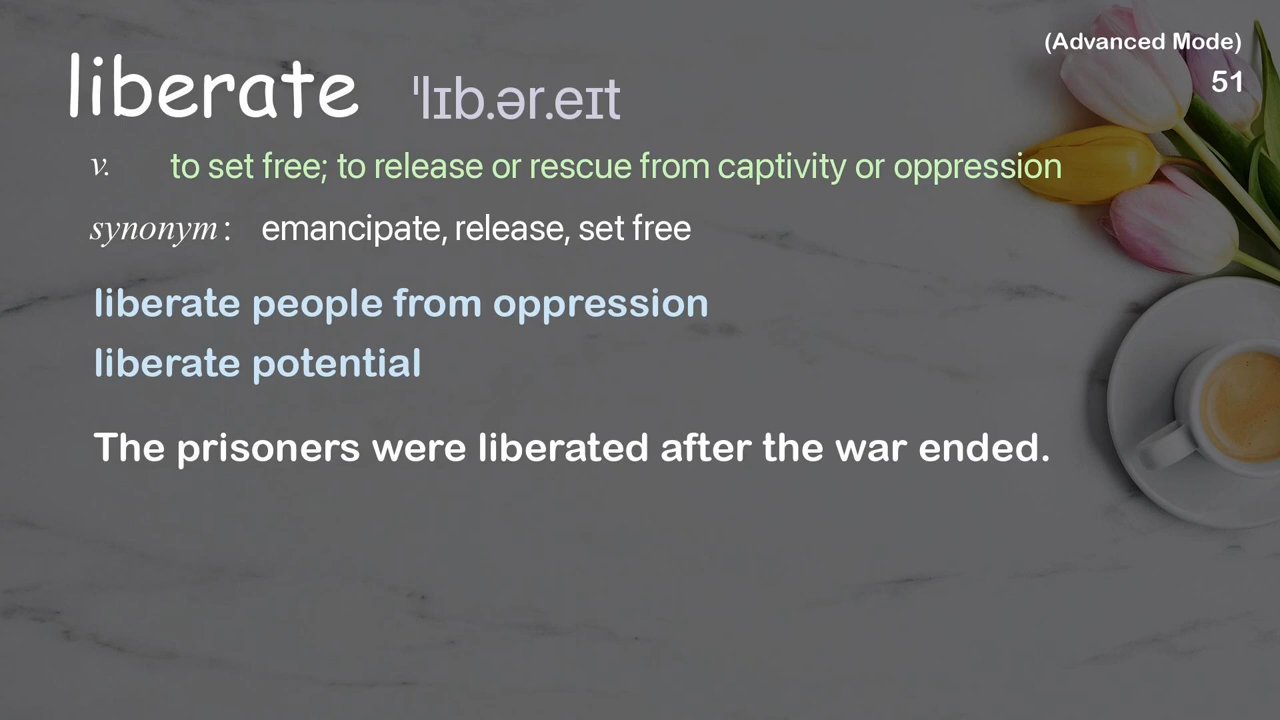 (Advanced Mode)
51
liberate ˈlɪb.ər.eɪt
v. to set free; to release or rescue from captivity or oppression
synonym : emancipate, release, set free
liberate people from oppression
liberate potential
The prisoners were liberated after the war ended.